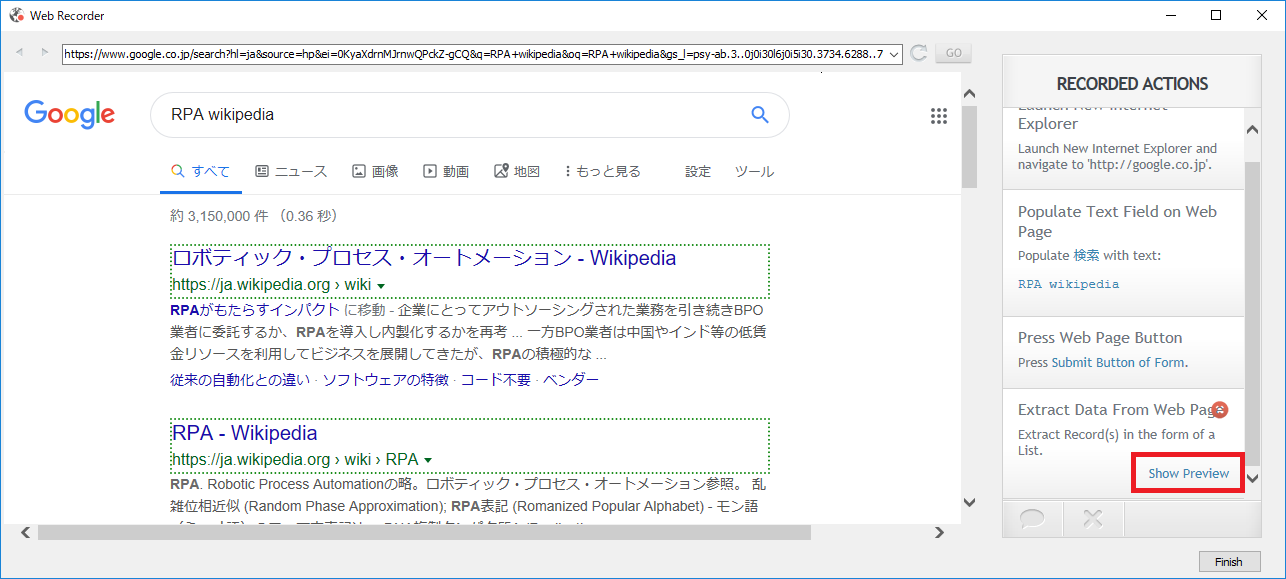 Web Recorder
https://www.google.co.jp/search?hl=ja&source=hp&ei=0KyaXdrnMJrnwQPckZ-gCQ&q=RPA+wikipedia&oq=RPA+wikipedia&gs_l=psy-ab.3..0j0i30l6j0i5i30.3734.6288..7
GO
Google
RPA wikipedia
すべて ニュース 画像 動画 地図 もっと見る 設定 ツール
約 3,150,000 件 （0.36 秒）
ロボティック・プロセス・オートメーション - Wikipedia
https://ja.wikipedia.org › wiki
RPAがもたらすインパクト に移動 - 企業にとってアウトソーシングされた業務を引き続きBPO
業者に委託するか、RPAを導入し内製化するかを再考 ... 一方BPO業者は中国やインド等の低賃
金リソースを利用してビジネスを展開してきたが、RPAの積極的な ...
従来の自動化との違い · ソフトウェアの特徴 · コード不要 · ベンダー
RPA - Wikipedia
https://ja.wikipedia.org › wiki › RPA
RPA. Robotic Process Automationの略。ロボティック・プロセス・オートメーション参照。 乱
雑位相近似 (Random Phase Approximation); RPA表記 (Romanized Popular Alphabet) - モン語
RECORDED ACTIONS
Launch New Internet
Explorer
Launch New Internet Explorer and
navigate to 'http://google.co.jp'.
Populate Text Field on Web
Page
Populate 検索 with text:
RPA wikipedia
Press Web Page Button
Press Submit Button of Form.
Extract Data From Web Page
Extract Record(s) in the form of a
List.
Show Preview
Finish